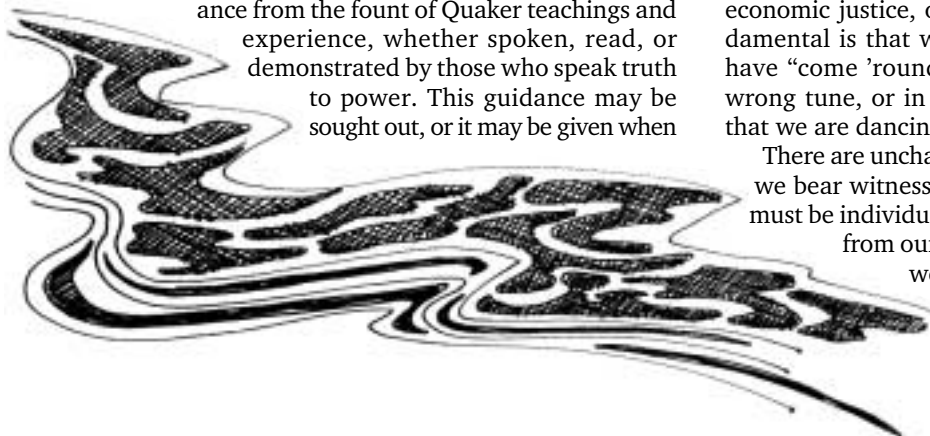 ance from the fount of Quaker teachings and
experience, whether spoken, read, or
demonstrated by those who speak truth
to power. This guidance may be
sought out, or it may be given when
economic justice,
damental is that
have “come ’round
wrong tune, or in
that we are dancin
There are uncha
we bear witness
must be individu
from our